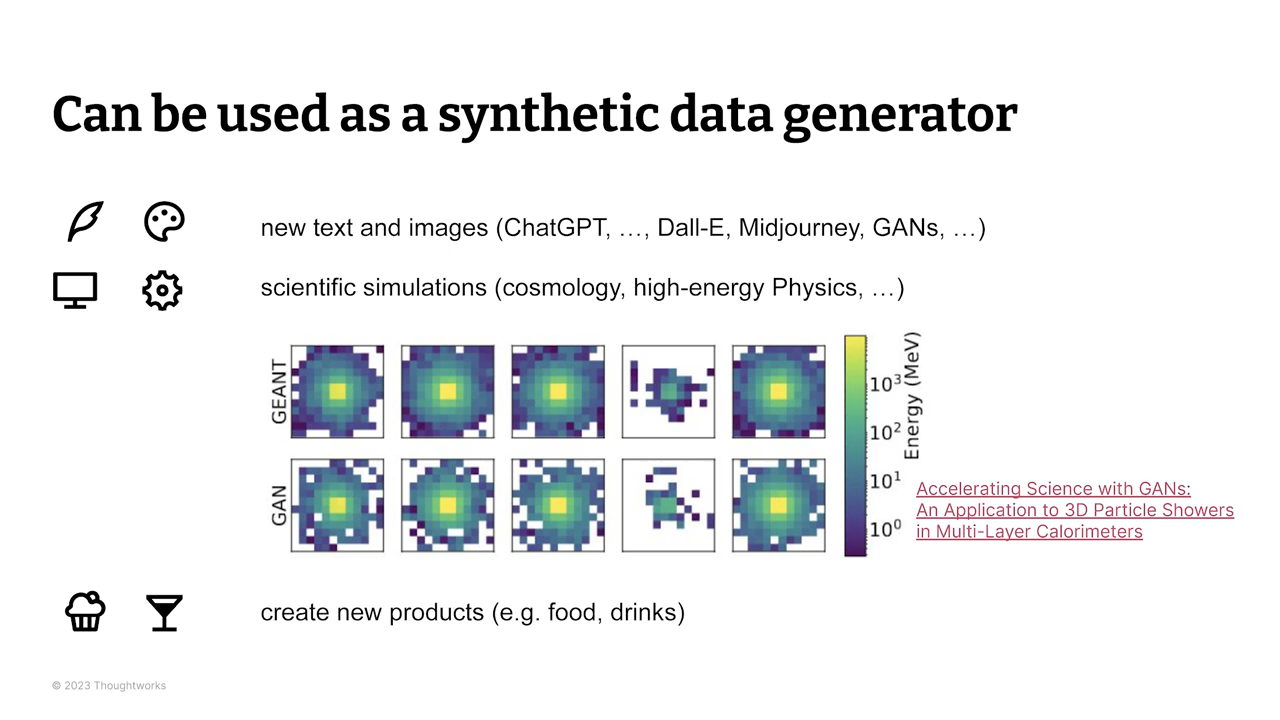 Can be used as a synthetic data generator
new text and images (ChatGPT, …, Dall-E, Midjourney, GANs, …)
scientific simulations (cosmology, high-energy Physics, …)
GEANT
GAN
10³
10²
10¹
10⁰
Energy (MeV)
Accelerating Science with GANs:
An Application to 3D Particle Showers
in Multi-Layer Calorimeters
create new products (e.g. food, drinks)
© 2023 Thoughtworks